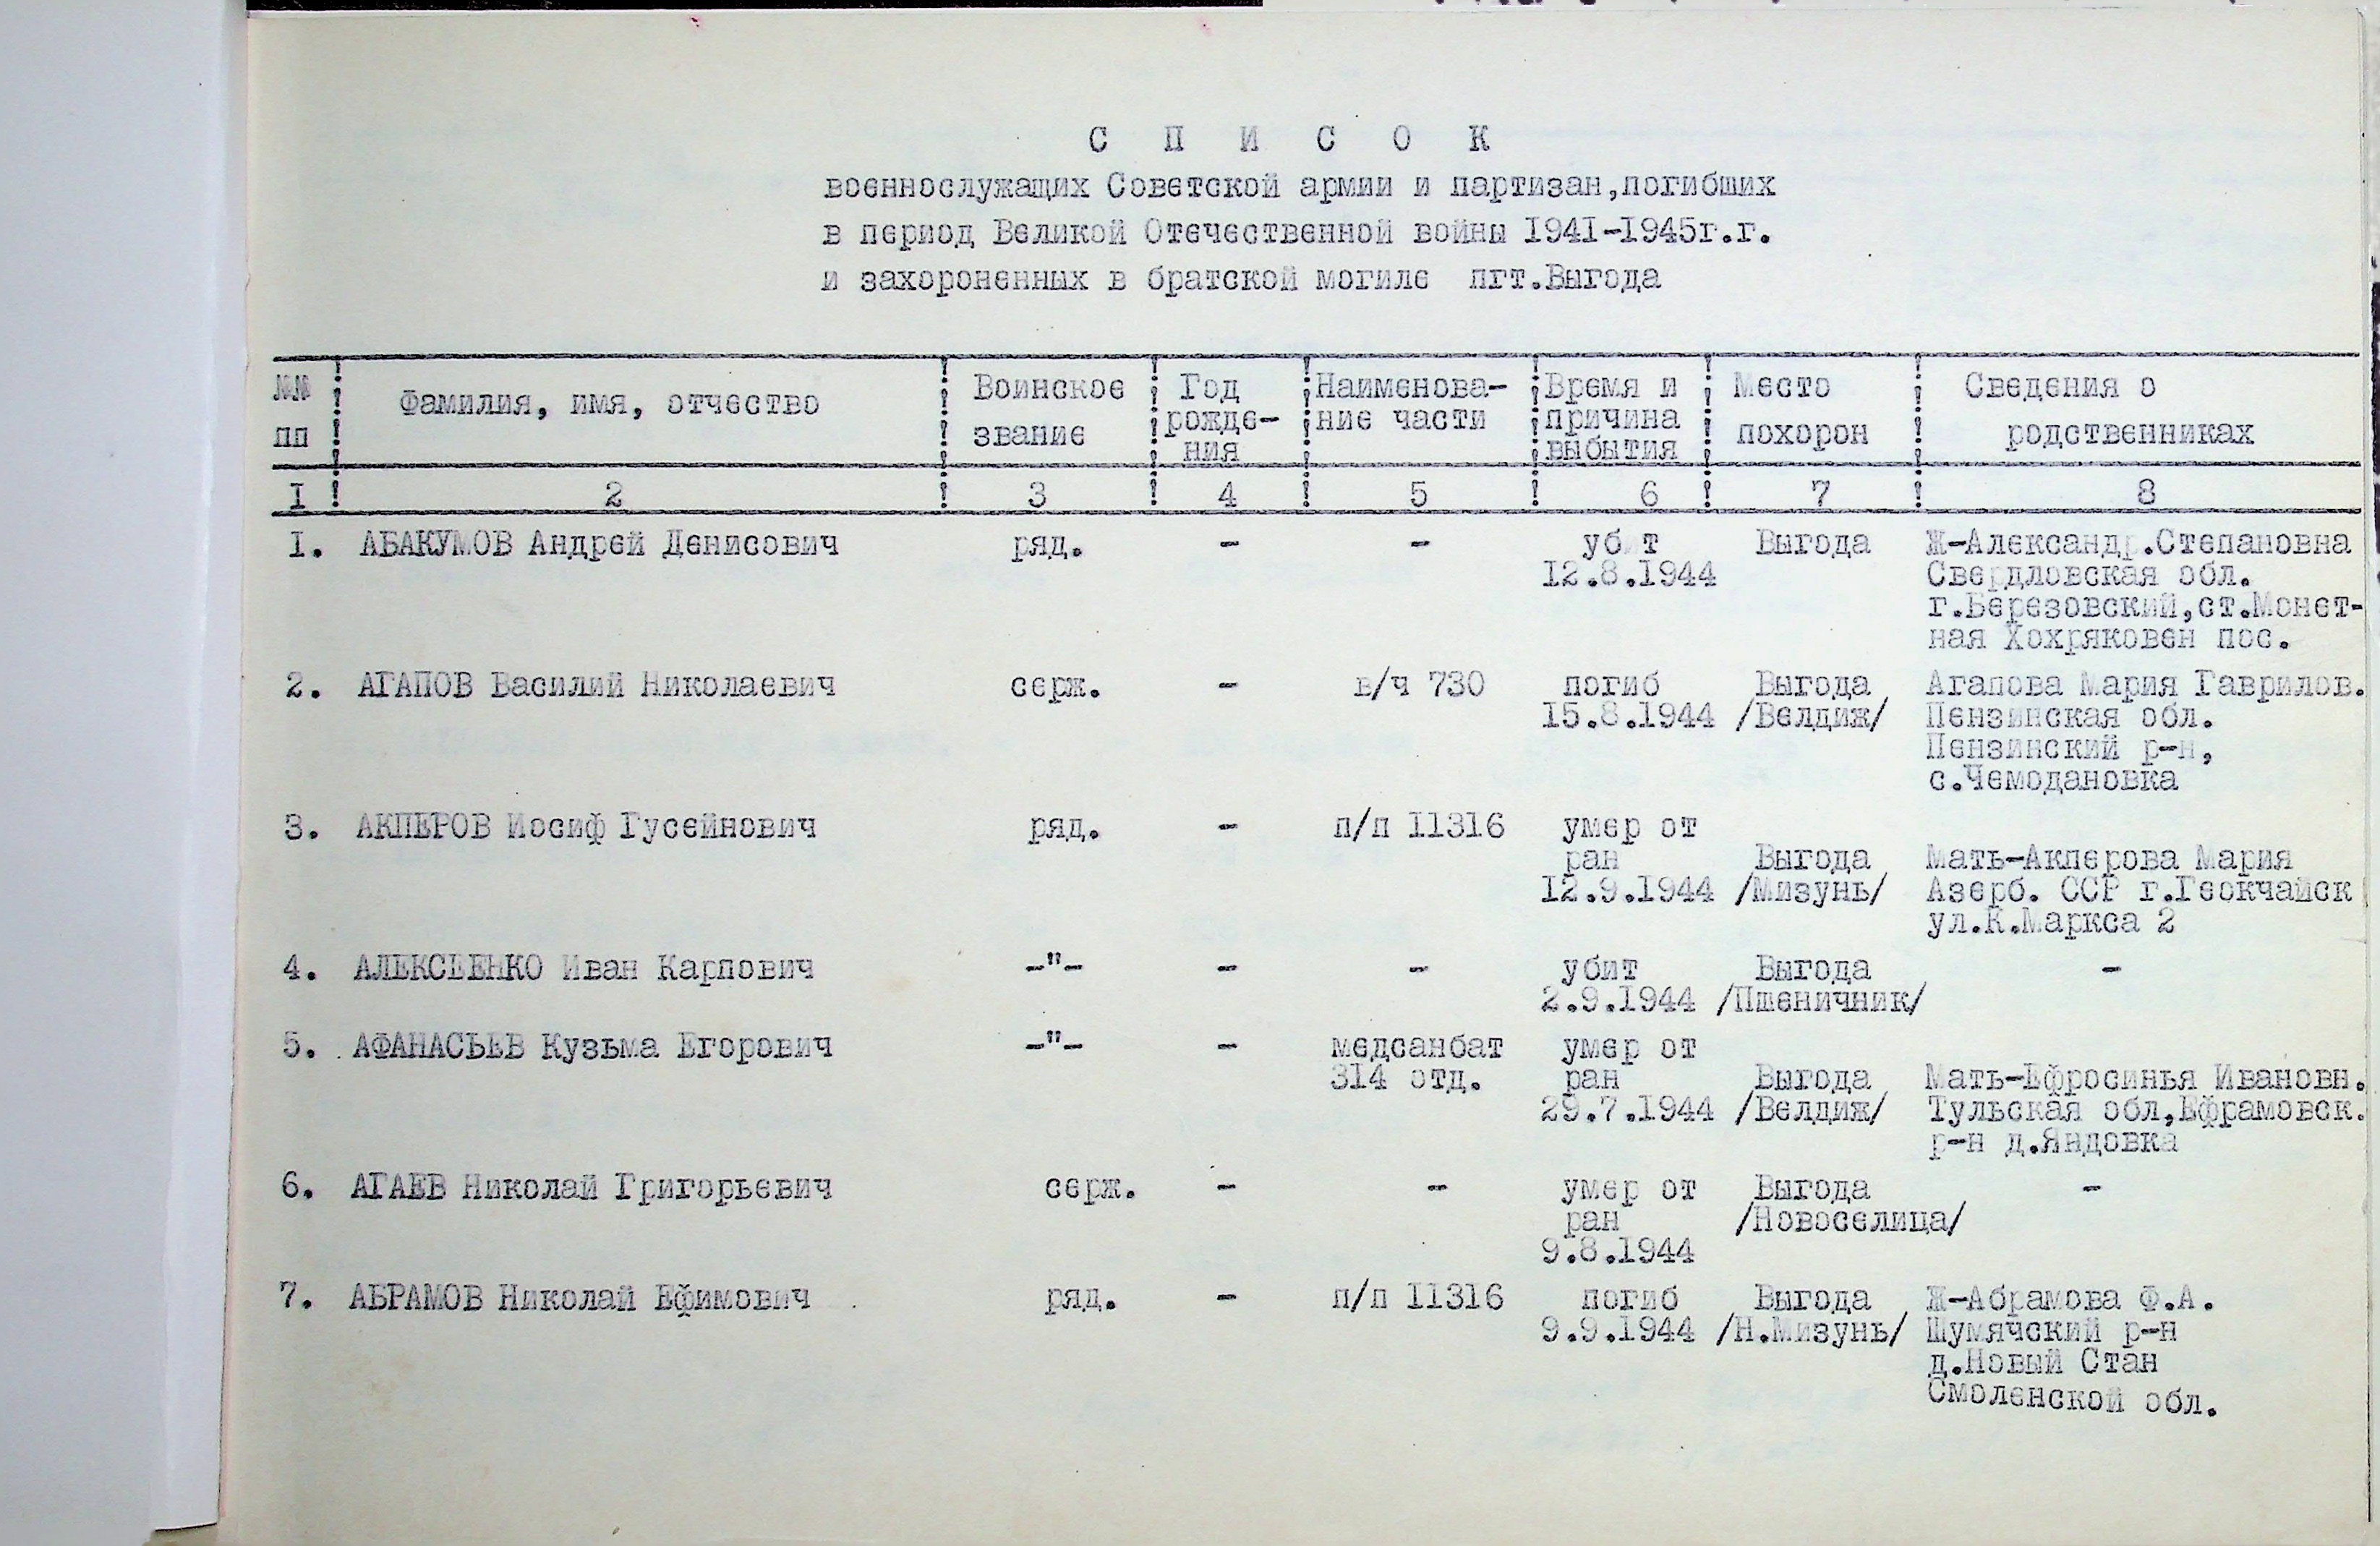 С П И С О К
военнослужащих Советской армии и партизан,погибших
в период Великой Отечественной войны 1941-1945г.г.
и захороненных в братской могиле пгт.Выгода
№№ пп Фамилия, имя, отчество Воинское звание Год рожде- ния Наименова- ние части Время и причина выбытия Место похорон Сведения о родственниках
1 2 3 4 5 6 7 8
1. АБАКУМОВ Андрей Денисович ряд. - - убит Выгода Ж-Александр.Степановна
12.8.1944 Свердловская обл.
г.Березовский,ст.Монет-
ная Хохряковен пос.
2. АГАПОВ Василий Николаевич серж. - в/ч 730 погиб Выгода Агапова Мария Гаврилов.
15.8.1944 /Велдиж/ Пензинская обл.
Пензинский р-н,
с.Чемодановка
3. АКПЕРОВ Иосиф Гусейнович ряд. - п/п 11316 умер от
ран Выгода Мать-Акперова Мария
12.9.1944 /Мизунь/ Азерб. ССР г.Геокчайск
ул.К.Маркса 2
4. АЛЕКСЕЕНКО Иван Карпович -"- - - убит Выгода -
2.9.1944 /Пшеничник/
5. АФАНАСЬЕВ Кузьма Егорович -"- - медсанбат умер от
314 отд. ран Выгода Мать-Ефросинья Ивановн.
29.7.1944 /Велдиж/ Тульская обл,Ефрамовск.
р-н д.Яндовка
6. АГАЕВ Николай Григорьевич серж. - - умер от Выгода -
ран /Новоселица/
9.8.1944
7. АБРАМОВ Николай Ефимович ряд. - п/п 11316 погиб Выгода Ж-Абрамова Ф.А.
9.9.1944 /Н.Мизунь/ Шумячский р-н
д.Новый Стан
Смоленской обл.